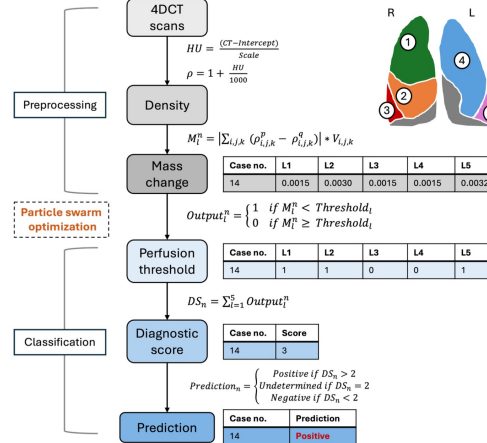 4DCT
scans
R L
1
4
2
3
HU = (CT−Intercept)/Scale
ρ = 1 + HU/1000
Preprocessing
Density
M_l^n = |∑_{i,j,k} (ρ_{i,j,k}^p − ρ_{i,j,k}^q)| * V_{i,j,k}
Mass
change
Case no. L1 L2 L3 L4 L5
14 0.0015 0.0030 0.0015 0.0015 0.0032
Particle swarm
optimization
Output_l^n = { 1 if M_l^n < Threshold_l
0 if M_l^n ≥ Threshold_l
Perfusion
threshold
Case no. L1 L2 L3 L4 L5
14 1 1 0 0 1
DS_n = ∑_{i=1}^5 Output_l^n
Classification
Diagnostic
score
Case no. Score
14 3
Prediction_n = { Positive if DS_n > 2
Undetermined if DS_n = 2
Negative if DS_n < 2
Prediction
Case no. Prediction
14 Positive